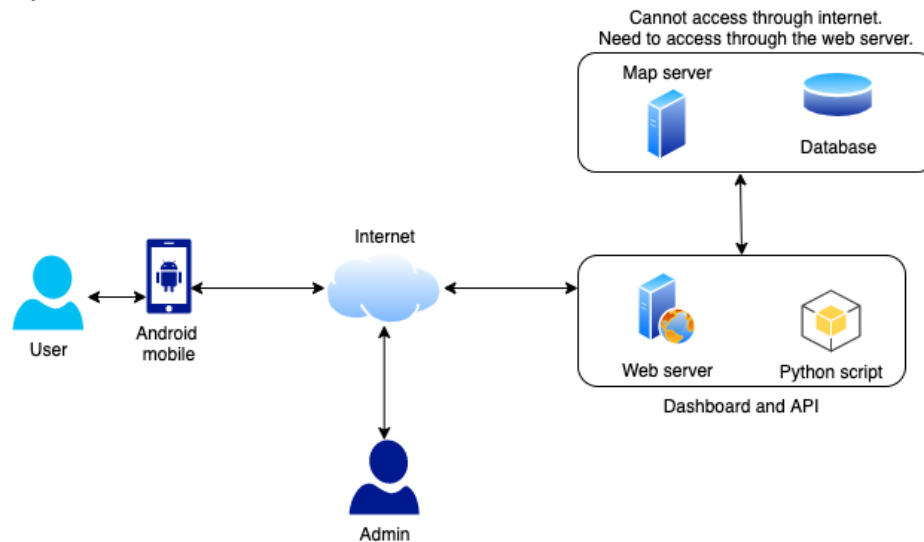 Cannot access through internet.
Need to access through the web server.
Map server
Database
Internet
User
Android
mobile
Web server
Python script
Dashboard and API
Admin